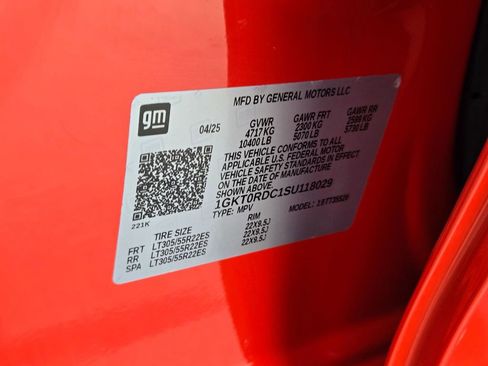 gm
MFD BY GENERAL MOTORS LLC
04/25 GVWR GAWR FRT GAWR RR
4717 KG 2300 KG 2599 KG
10400 LB 5070 LB 5730 LB
THIS VEHICLE CONFORMS TO ALL
APPLICABLE U.S. FEDERAL MOTOR
VEHICLE SAFETY STANDARDS IN EFFECT
ON THE DATE OF MANUFACTURE
SHOWN ABOVE.
1GKT0RDC1SU118029
221K TYPE: MPV MODEL:
TIRE SIZE RIM
FRT LT305/55R22ES 22X9.5J
RR LT305/55R22ES 22X9.5J
SPA LT305/55R22ES 22X9.5J